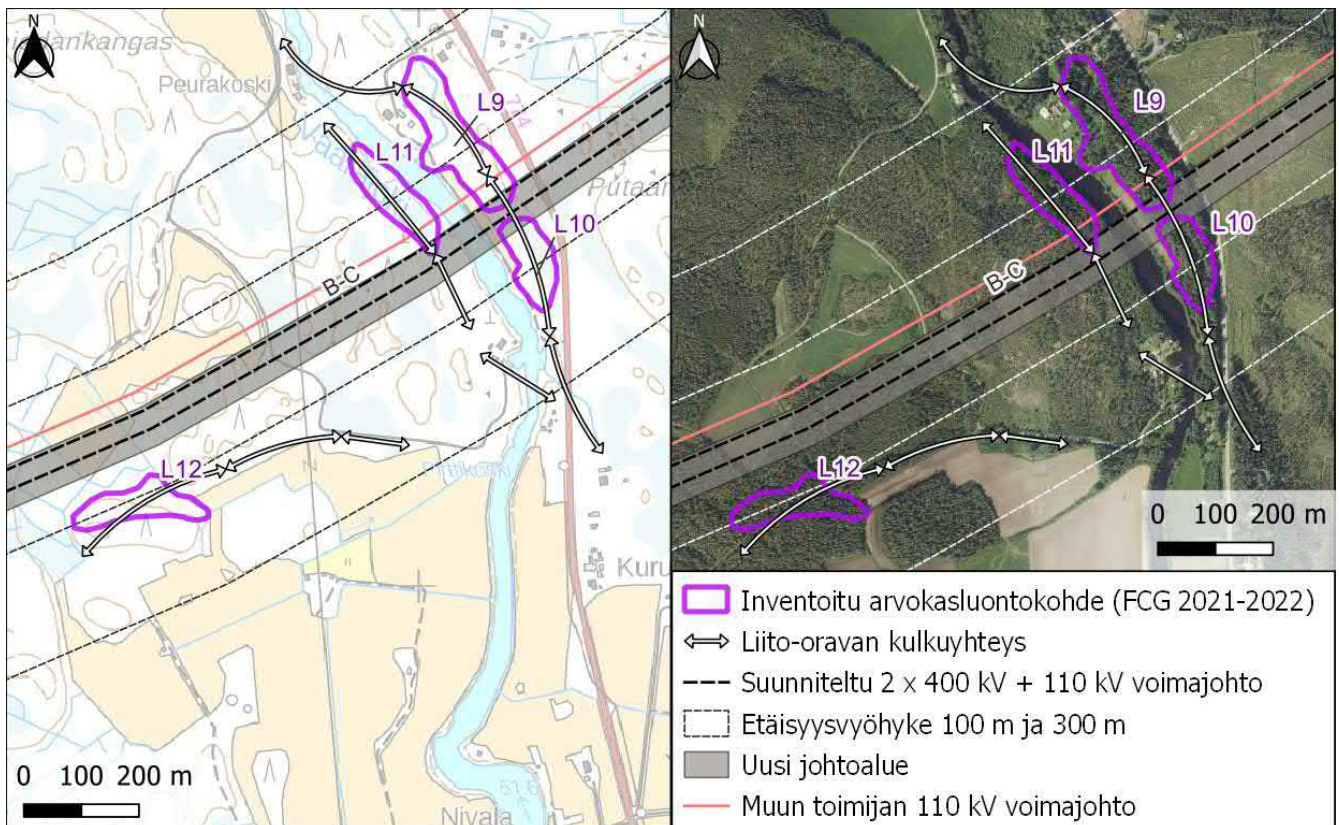 N
Peurakoski
L9
L11
Putaan
L10
B-C
L12
Kuru
0 100 200 m
Nivala
N
L9
L11
L10
B-C
L12
0 100 200 m
Inventoitu arvokasluontokohde (FCG 2021-2022)
Liito-oravan kulkuyhteys
Suunniteltu 2 x 400 kV + 110 kV voimajohto
Etäisyysvyöhyke 100 m ja 300 m
Uusi johtoalue
Muun toimijan 110 kV voimajohto